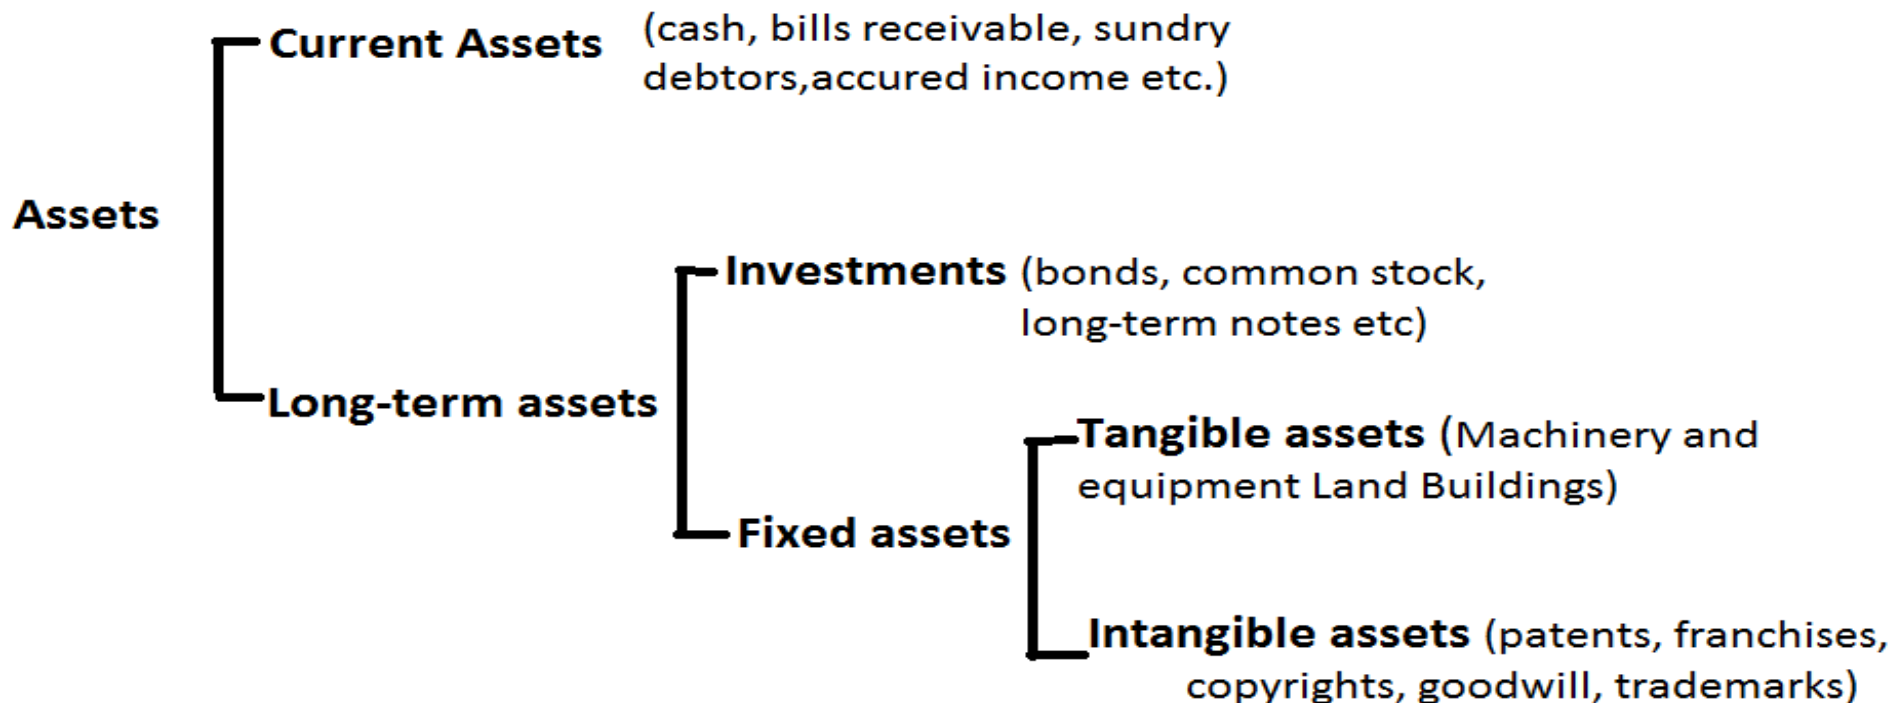 Current Assets (cash, bills receivable, sundry
debtors,accured income etc.)
Assets
Investments (bonds, common stock,
long-term notes etc)
Long-term assets
Tangible assets (Machinery and
equipment Land Buildings)
Fixed assets
Intangible assets (patents, franchises,
copyrights, goodwill, trademarks)